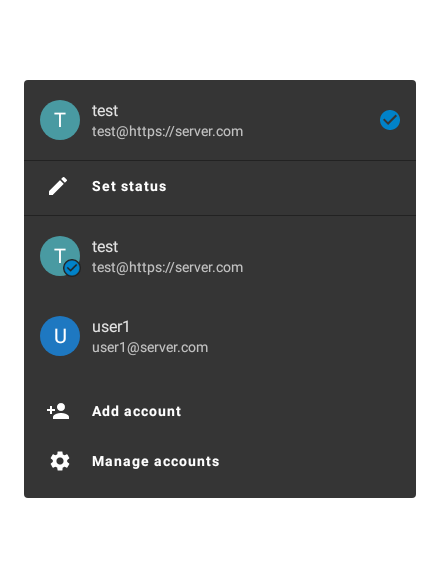 T
test
test@https://server.com
Set status
T
test
test@https://server.com
U
user1
user1@server.com
Add account
Manage accounts